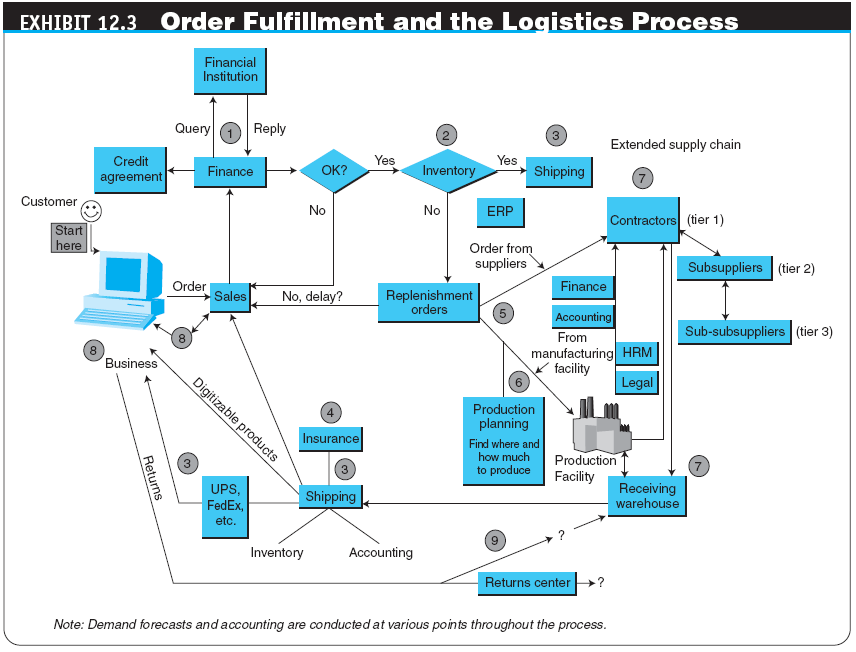 EXHIBIT 12.3 Order Fulfillment and the Logistics Process
Financial
Institution
Query
1
Reply
Credit
agreement
Finance
OK?
Yes
2
Inventory
Yes
3
Shipping
Extended supply chain
7
Contractors
(tier 1)
Customer
Start
here
No
No
ERP
Order from
suppliers
Subsuppliers
(tier 2)
Order
Sales
No, delay?
Replenishment
orders
Finance
Accounting
5
Sub-subsuppliers
(tier 3)
8
8
Business
From
manufacturing
facility
HRM
Legal
6
Digitizable products
Production
planning
Find where and
how much
to produce
4
Insurance
3
Returns
3
UPS,
FedEx,
etc.
Shipping
Production
Facility
7
Receiving
warehouse
Inventory
Accounting
9
?
Returns center
?
Note: Demand forecasts and accounting are conducted at various points throughout the process.